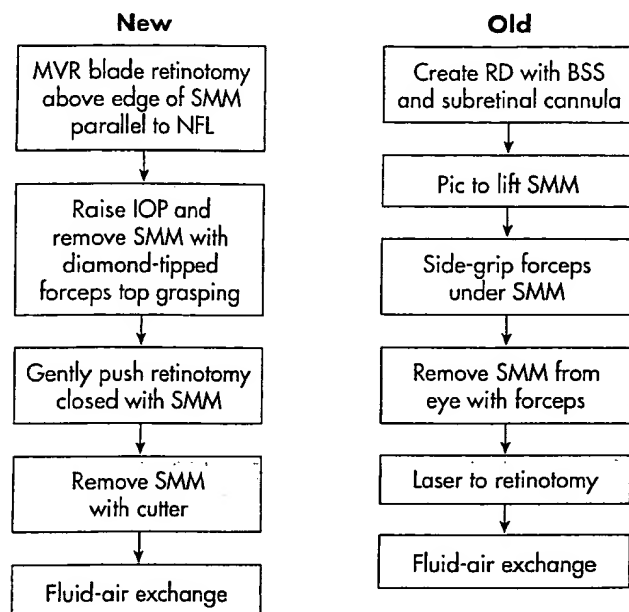 New
MVR blade retinotomy
above edge of SMM
parallel to NFL
Raise IOP and
remove SMM with
diamond-tipped
forceps top grasping
Gently push retinotomy
closed with SMM
Remove SMM
with cutter
Fluid-air exchange
Old
Create RD with BSS
and subretinal cannula
Pic to lift SMM
Side-grip forceps
under SMM
Remove SMM from
eye with forceps
Laser to retinotomy
Fluid-air exchange